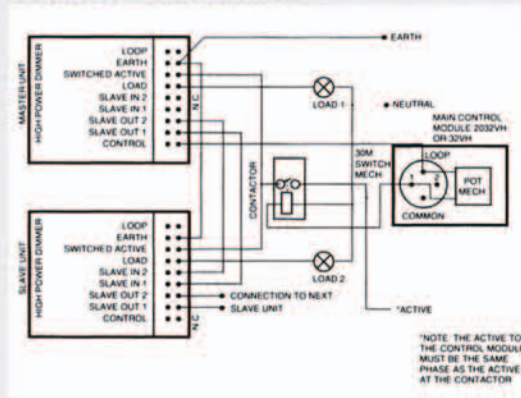 MASTER UNIT
HIGH POWER DIMMER
LOOP
EARTH
SWITCHED ACTIVE
LOAD
SLAVE IN 2
SLAVE IN 1
SLAVE OUT 2
SLAVE OUT 1
CONTROL
N.C.
EARTH
LOAD 1
NEUTRAL
MAIN CONTROL
MODULE 2032VH
OR 32VH
30M
SWITCH
MECH
LOOP
1 2
COMMON
POT
MECH
CONTACTOR
SLAVE UNIT
HIGH POWER DIMMER
LOOP
EARTH
SWITCHED ACTIVE
LOAD
SLAVE IN 2
SLAVE IN 1
SLAVE OUT 2
SLAVE OUT 1
CONTROL
N.C.
LOAD 2
CONNECTION TO NEXT
SLAVE UNIT
*ACTIVE
*NOTE THE ACTIVE TO
THE CONTROL MODULE
MUST BE THE SAME
PHASE AS THE ACTIVE
AT THE CONTACTOR